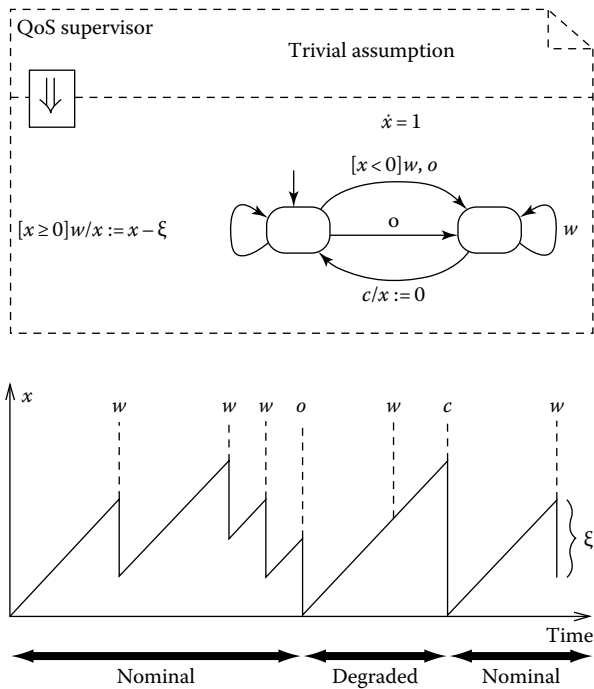 QoS supervisor
Trivial assumption
⇓
ẋ = 1
[x < 0]w, o
[x ≥ 0]w/x := x − ξ
o
w
c/x := 0
x
w w w o w c w
ξ
Time
Nominal Degraded Nominal